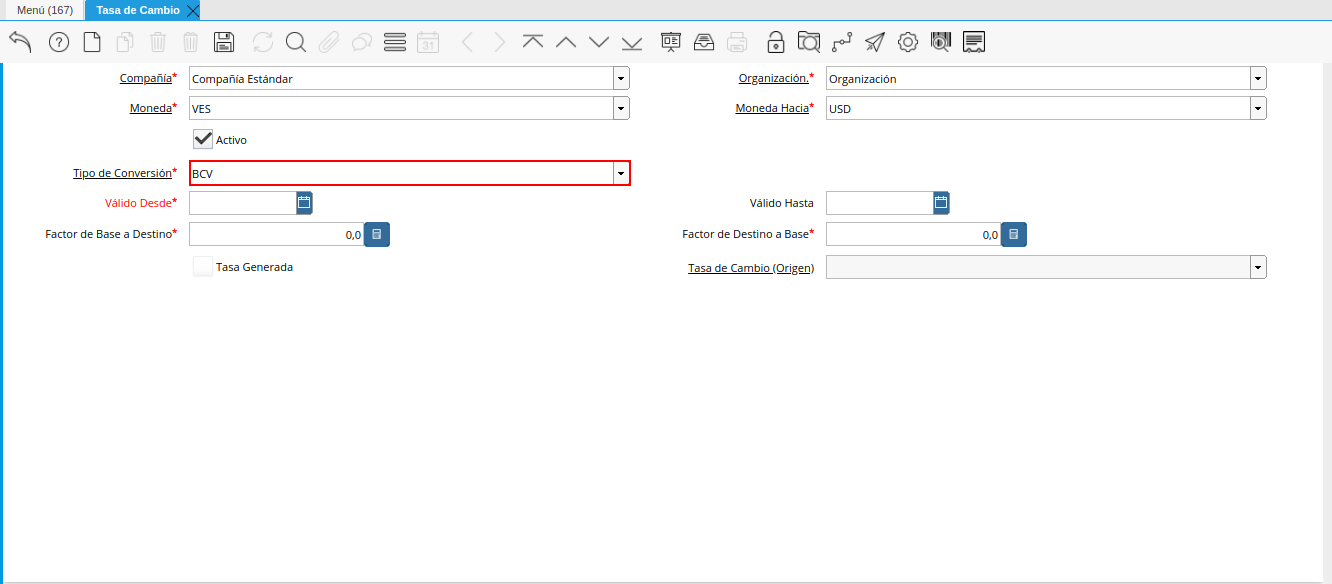 Menú (167) Tasa de Cambio
31
Compañía* Compañía Estándar Organización.* Organización
Moneda* VES Moneda Hacia* USD
Activo
Tipo de Conversión* BCV
Válido Desde* Válido Hasta
Factor de Base a Destino* 0,0 Factor de Destino a Base* 0,0
Tasa Generada Tasa de Cambio (Origen)